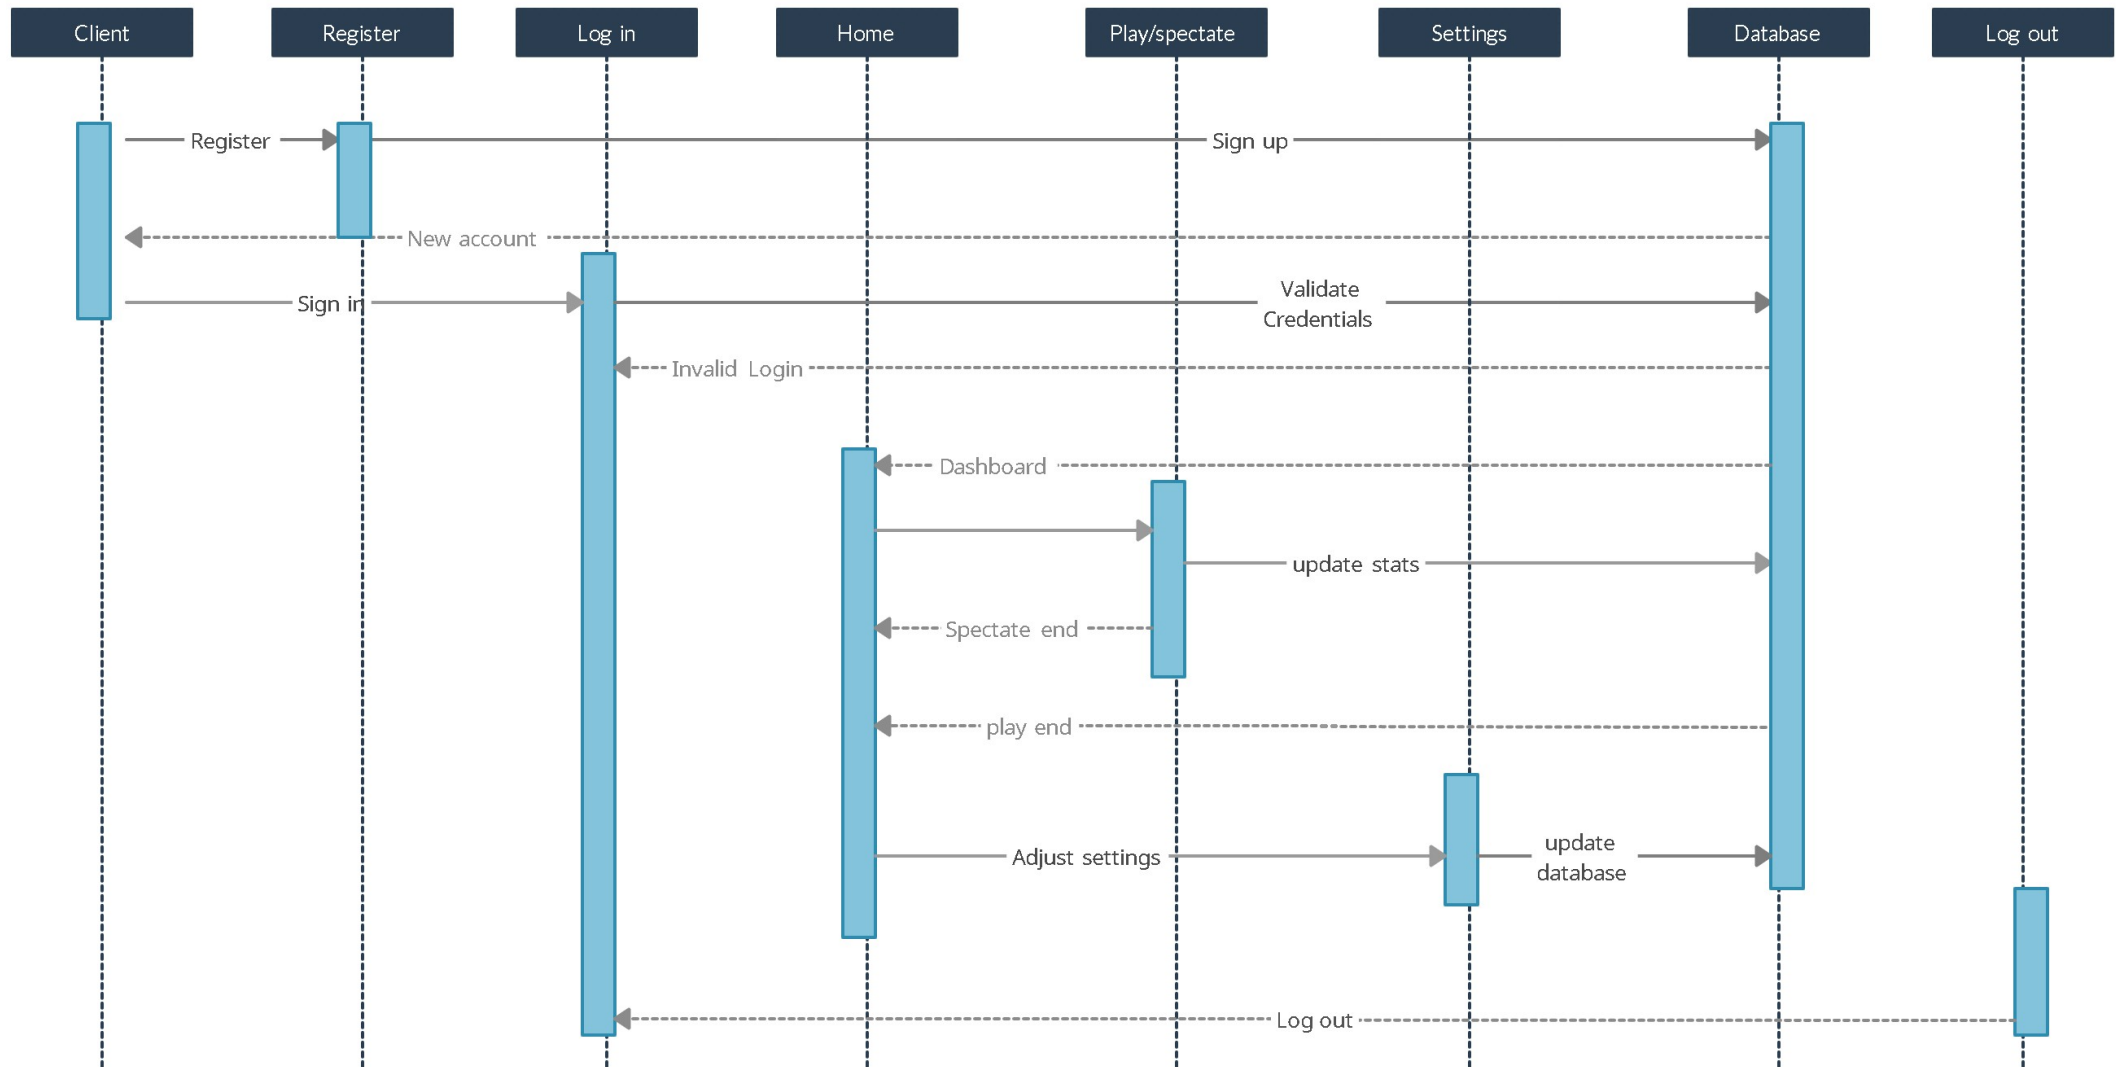 Client
Register
Log in
Home
Play/spectate
Settings
Database
Log out
Register
Sign up
New account
Sign in
Validate
Credentials
Invalid Login
Dashboard
update stats
Spectate end
play end
Adjust settings
update
database
Log out